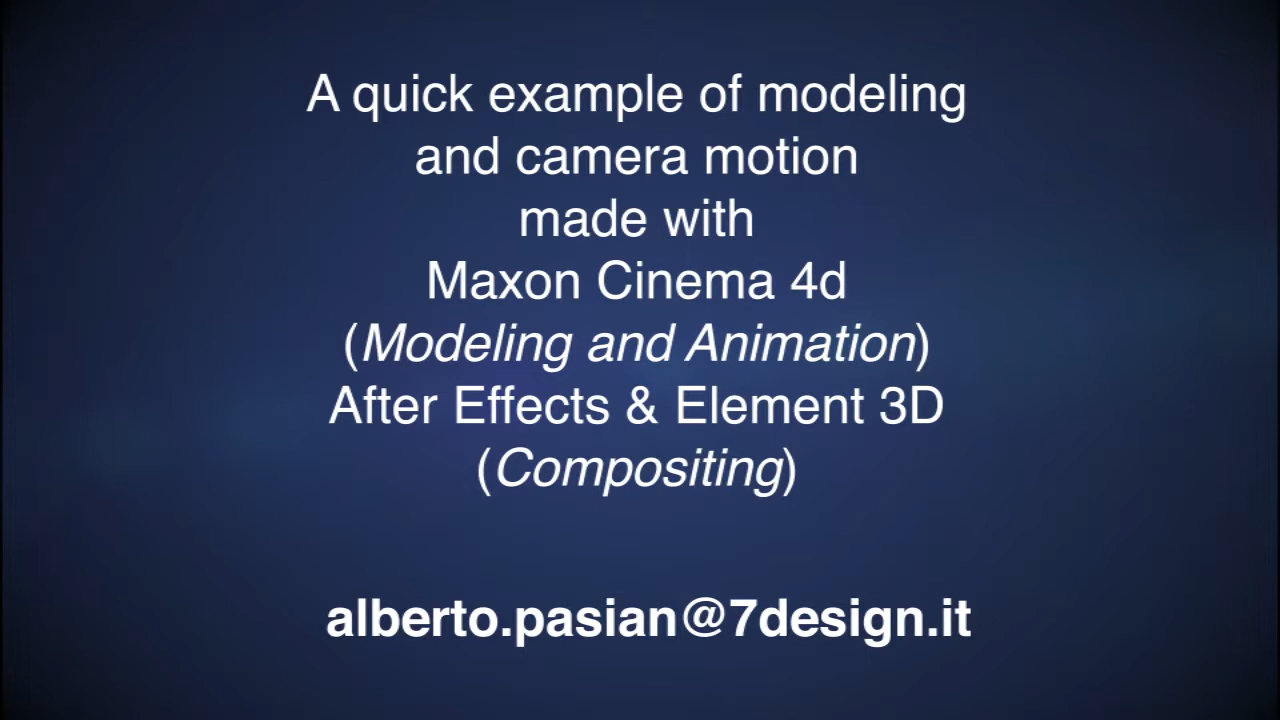 A quick example of modeling
and camera motion
made with
Maxon Cinema 4d
(Modeling and Animation)
After Effects & Element 3D
(Compositing)
alberto.pasian@7design.it